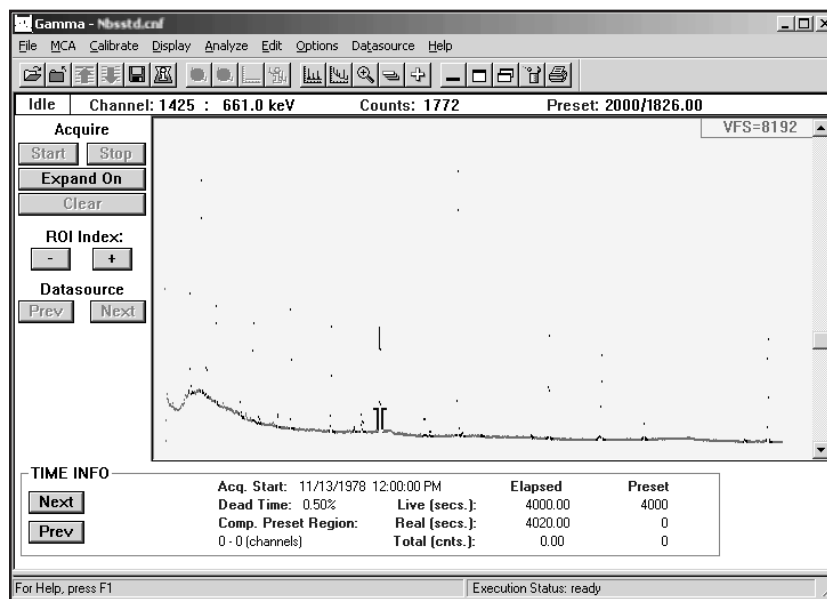 Gamma - Nbsstd.cnf
File MCA Calibrate Display Analyze Edit Options Datasource Help
Idle Channel: 1425 : 661.0 keV Counts: 1772 Preset: 2000/1826.00
Acquire
Start Stop
Expand On
Clear
ROI Index:
- +
Datasource
Prev Next
VFS=8192
TIME INFO
Next
Prev
Acq. Start: 11/13/1978 12:00:00 PM Elapsed Preset
Dead Time: 0.50% Live (secs.): 4000.00 4000
Comp. Preset Region: Real (secs.): 4020.00 0
0 - 0 (channels) Total (cnts.): 0.00 0
For Help, press F1 Execution Status: ready